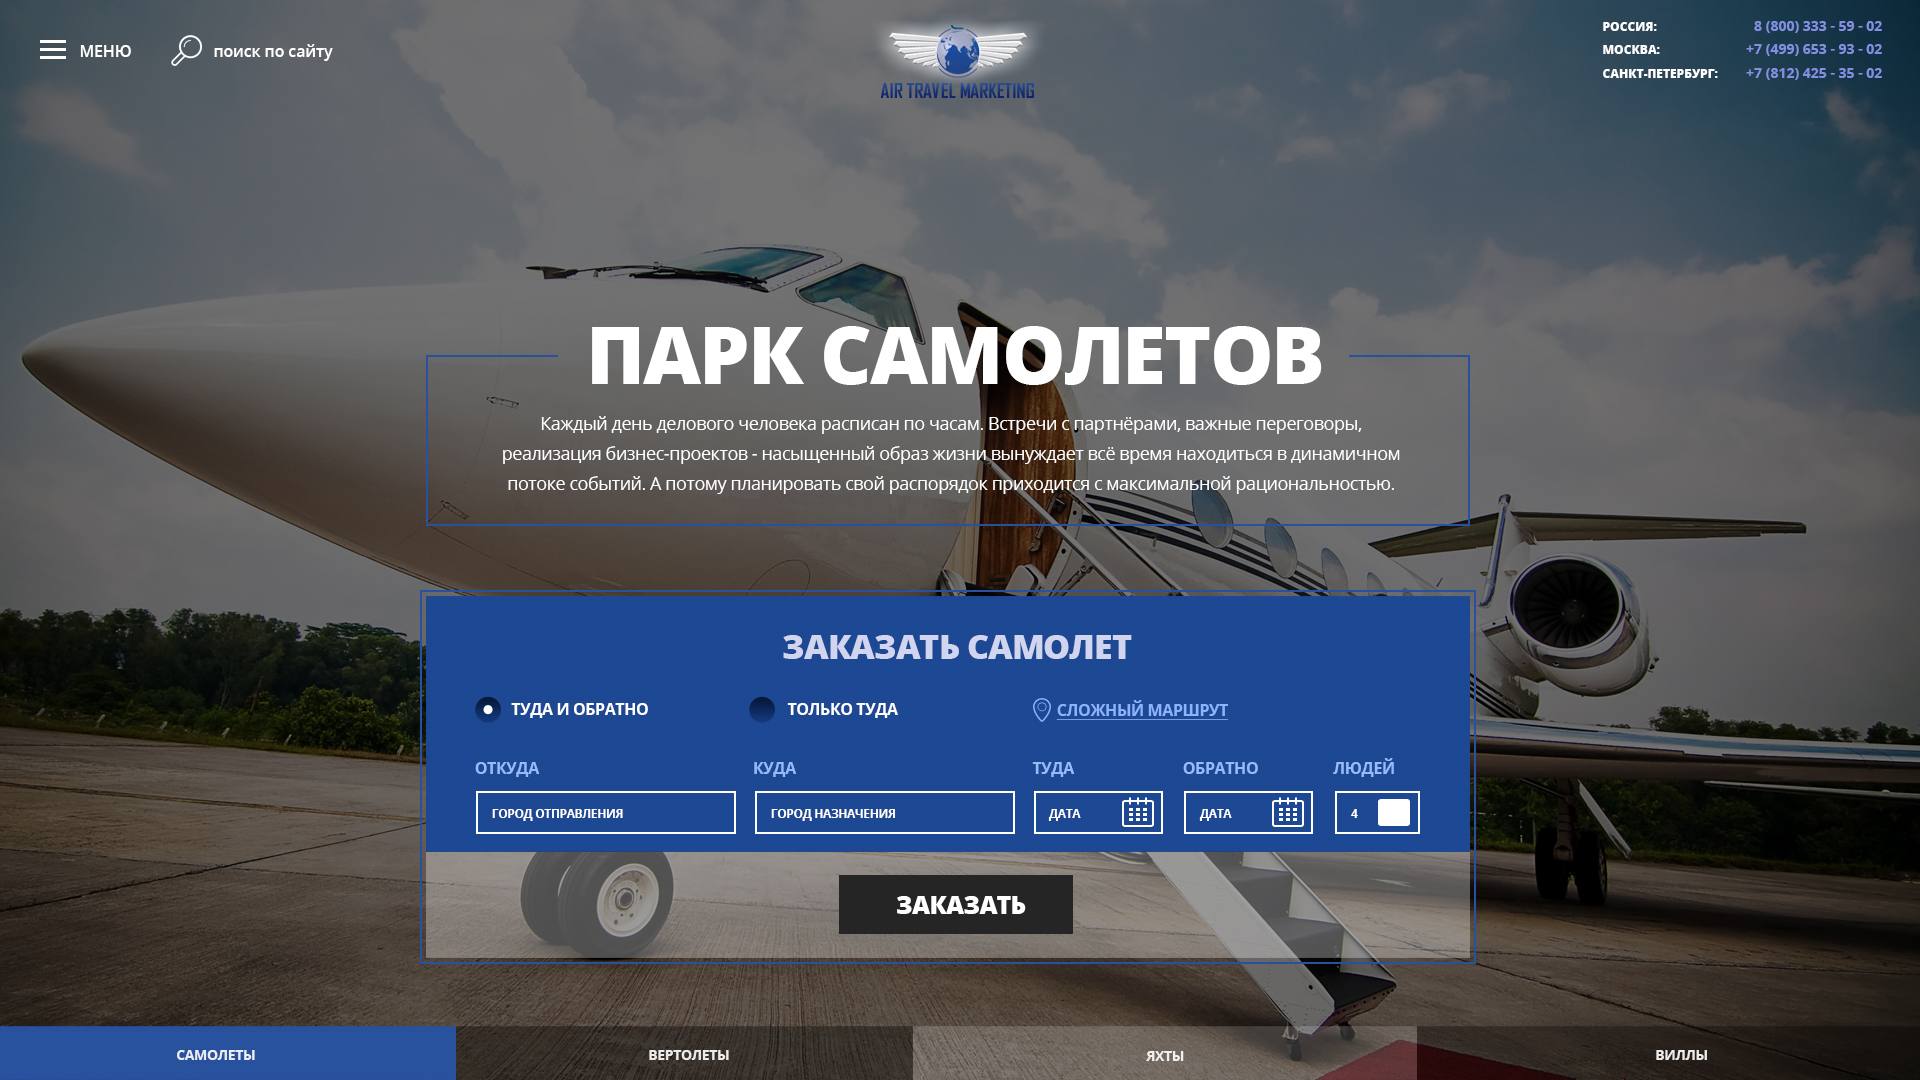 МЕНЮ
поиск по сайту
AIR TRAVEL MARKETING
РОССИЯ: 8 (800) 333 - 59 - 02
МОСКВА: +7 (499) 653 - 93 - 02
САНКТ-ПЕТЕРБУРГ: +7 (812) 425 - 35 - 02
ПАРК САМОЛЕТОВ
Каждый день делового человека расписан по часам. Встречи с партнёрами, важные переговоры,
реализация бизнес-проектов - насыщенный образ жизни вынуждает всё время находиться в динамичном
потоке событий. А потому планировать свой распорядок приходится с максимальной рациональностью.
ЗАКАЗАТЬ САМОЛЕТ
ТУДА И ОБРАТНО
ТОЛЬКО ТУДА
СЛОЖНЫЙ МАРШРУТ
ОТКУДА
КУДА
ТУДА
ОБРАТНО
ЛЮДЕЙ
ГОРОД ОТПРАВЛЕНИЯ
ГОРОД НАЗНАЧЕНИЯ
ДАТА
ДАТА
4
ЗАКАЗАТЬ
САМОЛЕТЫ
ВЕРТОЛЕТЫ
ЯХТЫ
ВИЛЛЫ